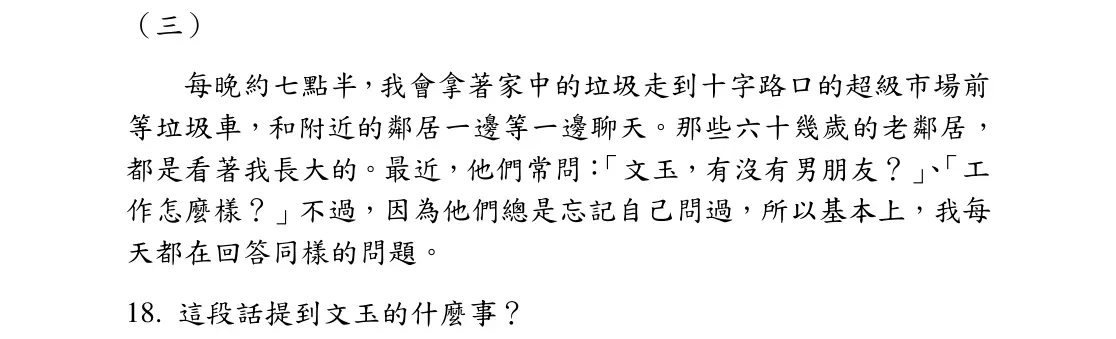 （三）
每晚約七點半，我會拿著家中的垃圾走到十字路口的超級市場前
等垃圾車，和附近的鄰居一邊等一邊聊天。那些六十幾歲的老鄰居，
都是看著我長大的。最近，他們常問：「文玉，有沒有男朋友？」、「工
作怎麼樣？」不過，因為他們總是忘記自己問過，所以基本上，我每
天都在回答同樣的問題。
18. 這段話提到文玉的什麼事？